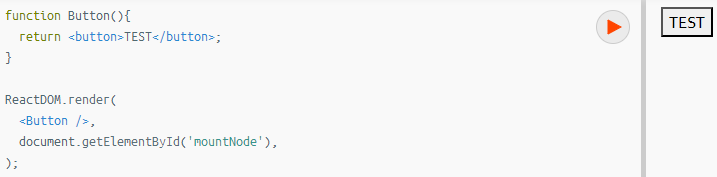 function Button(){
  return <button>TEST</button>;
}

ReactDOM.render(
  <Button />,
  document.getElementById('mountNode'),
);
TEST